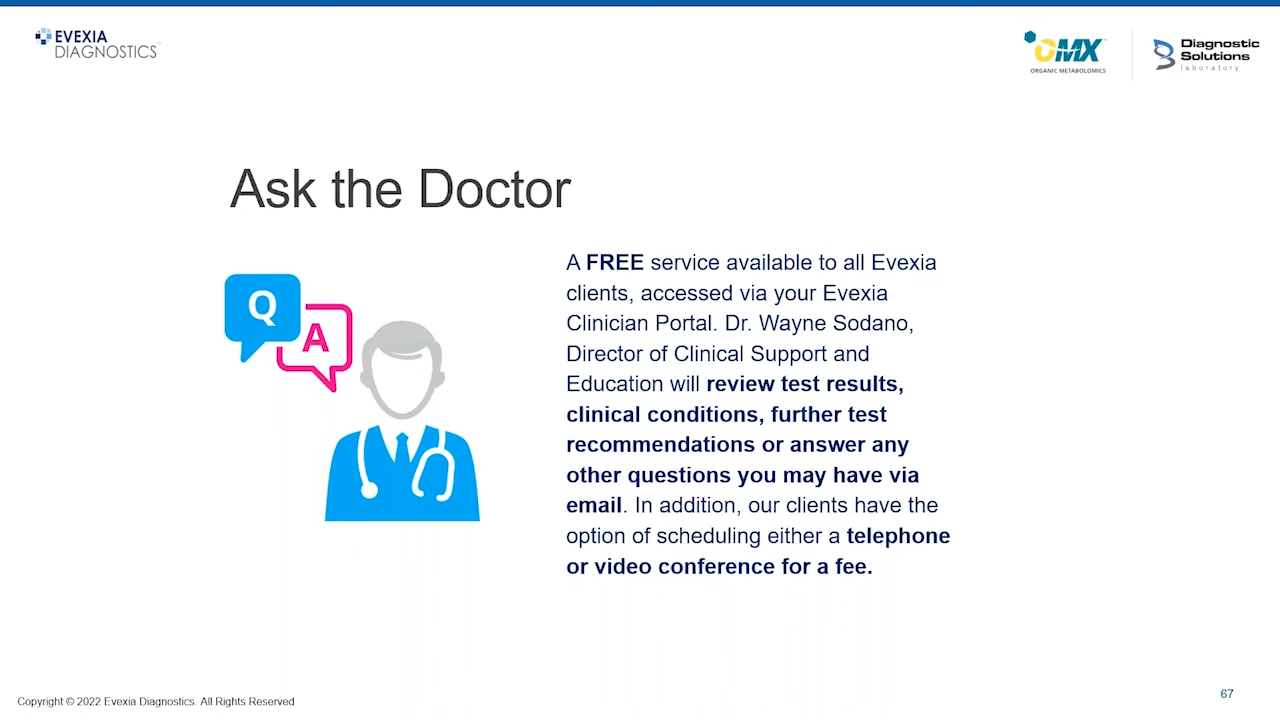 EVEXIA
DIAGNOSTICS™
OMX™
ORGANIC METABOLOMICS
Diagnostic
Solutions
laboratory
Ask the Doctor
Q
A
A FREE service available to all Evexia
clients, accessed via your Evexia
Clinician Portal. Dr. Wayne Sodano,
Director of Clinical Support and
Education will review test results,
clinical conditions, further test
recommendations or answer any
other questions you may have via
email. In addition, our clients have the
option of scheduling either a telephone
or video conference for a fee.
Copyright © 2022 Evexia Diagnostics. All Rights Reserved
67